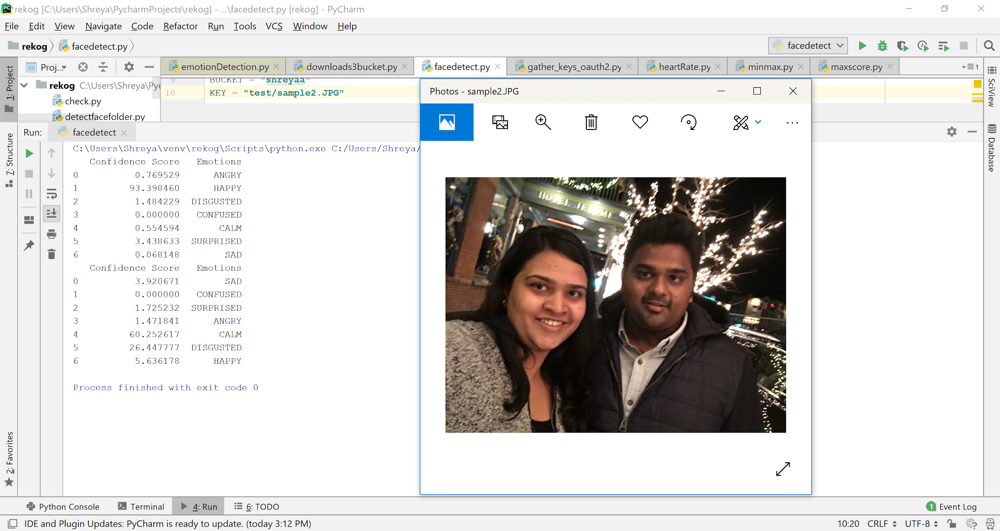 rekog [C:\Users\Shreya\PycharmProjects\rekog] - ...\facedetect.py [rekog] - PyCharm
File Edit View Navigate Code Refactor Run Tools VCS Window Help
rekog facedetect.py facedetect
1: Project Proj... emotionDetection.py downloads3bucket.py facedetect.py gather_keys_oauth2.py heartRate.py minmax.py maxscore.py 1
rekog C:\Users\Shreya\Pyc
check.py
detectfacefolder.py
9 BUCKET = "shreyaa"
10 KEY = "test/sample2.JPG"
Photos - sample2.JPG
SciView
Database
Run: facedetect
7: Structure
C:\Users\Shreya\venv\rekog\Scripts\python.exe C:/Users/Shreya/
Confidence Score Emotions
0 0.769529 ANGRY
1 93.398460 HAPPY
2 1.484229 DISGUSTED
3 0.000000 CONFUSED
4 0.554594 CALM
5 3.438633 SURPRISED
6 0.068148 SAD
Confidence Score Emotions
0 3.920671 SAD
1 0.000000 CONFUSED
2 1.725232 SURPRISED
3 1.471841 ANGRY
4 60.252617 CALM
5 26.447777 DISGUSTED
6 5.636178 HAPPY
Process finished with exit code 0
HOTEL JEROME
2: Favorites
Python Console Terminal 4: Run 6: TODO 1 Event Log
IDE and Plugin Updates: PyCharm is ready to update. (today 3:12 PM) 10:20 CRLF UTF-8